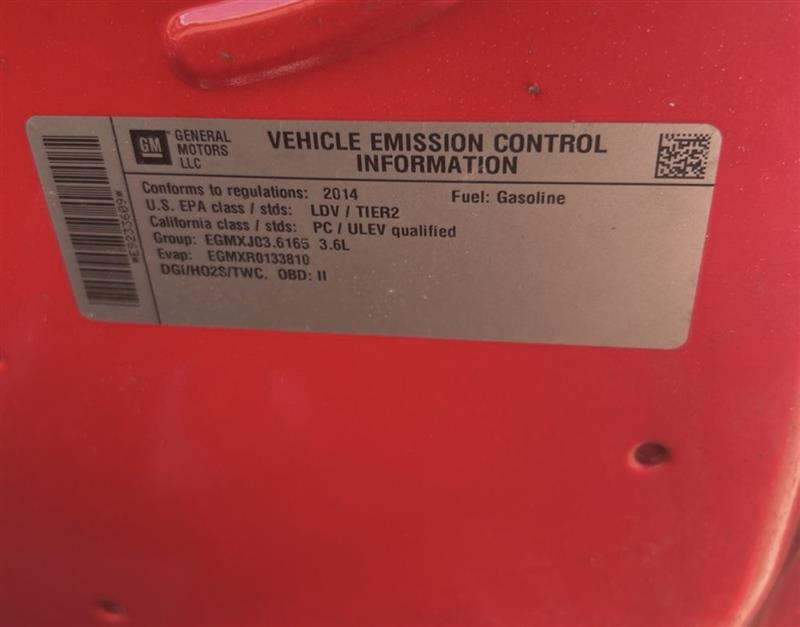 GM
GENERAL
MOTORS
LLC
VEHICLE EMISSION CONTROL
INFORMATION
Conforms to regulations: 2014 Fuel: Gasoline
U.S. EPA class / stds: LDV / TIER2
California class / stds: PC / ULEV qualified
Group: EGMXJ03.6165 3.6L
Evap: EGMXR0133810
DGI/HO2S/TWC, OBD: II
*E9233609*